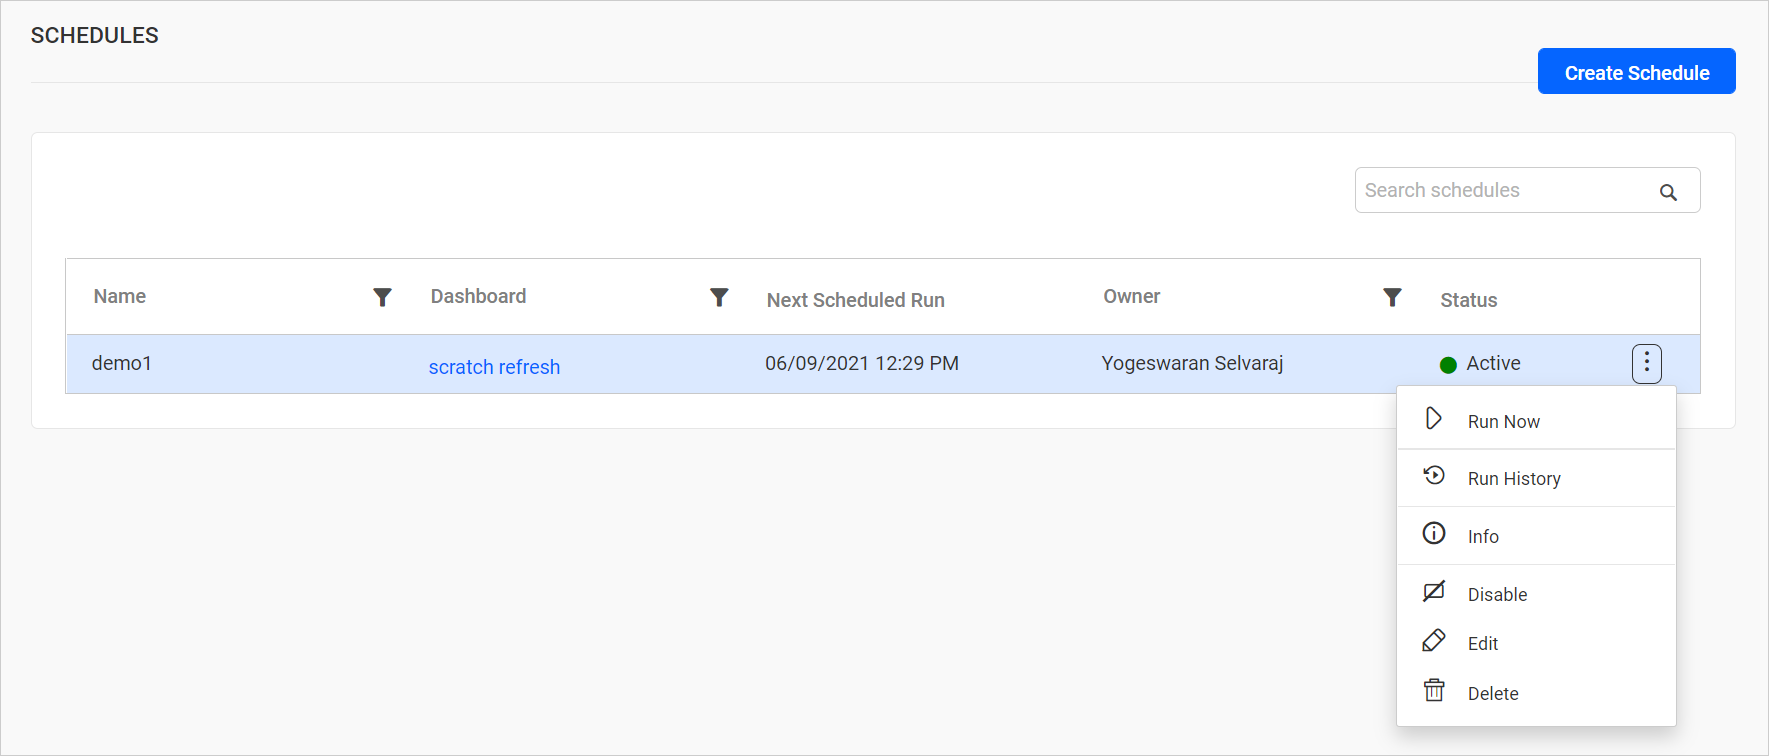 SCHEDULES
Create Schedule
Search schedules
Name Dashboard Next Scheduled Run Owner Status
demo1 scratch refresh 06/09/2021 12:29 PM Yogeswaran Selvaraj Active
Run Now
Run History
Info
Disable
Edit
Delete